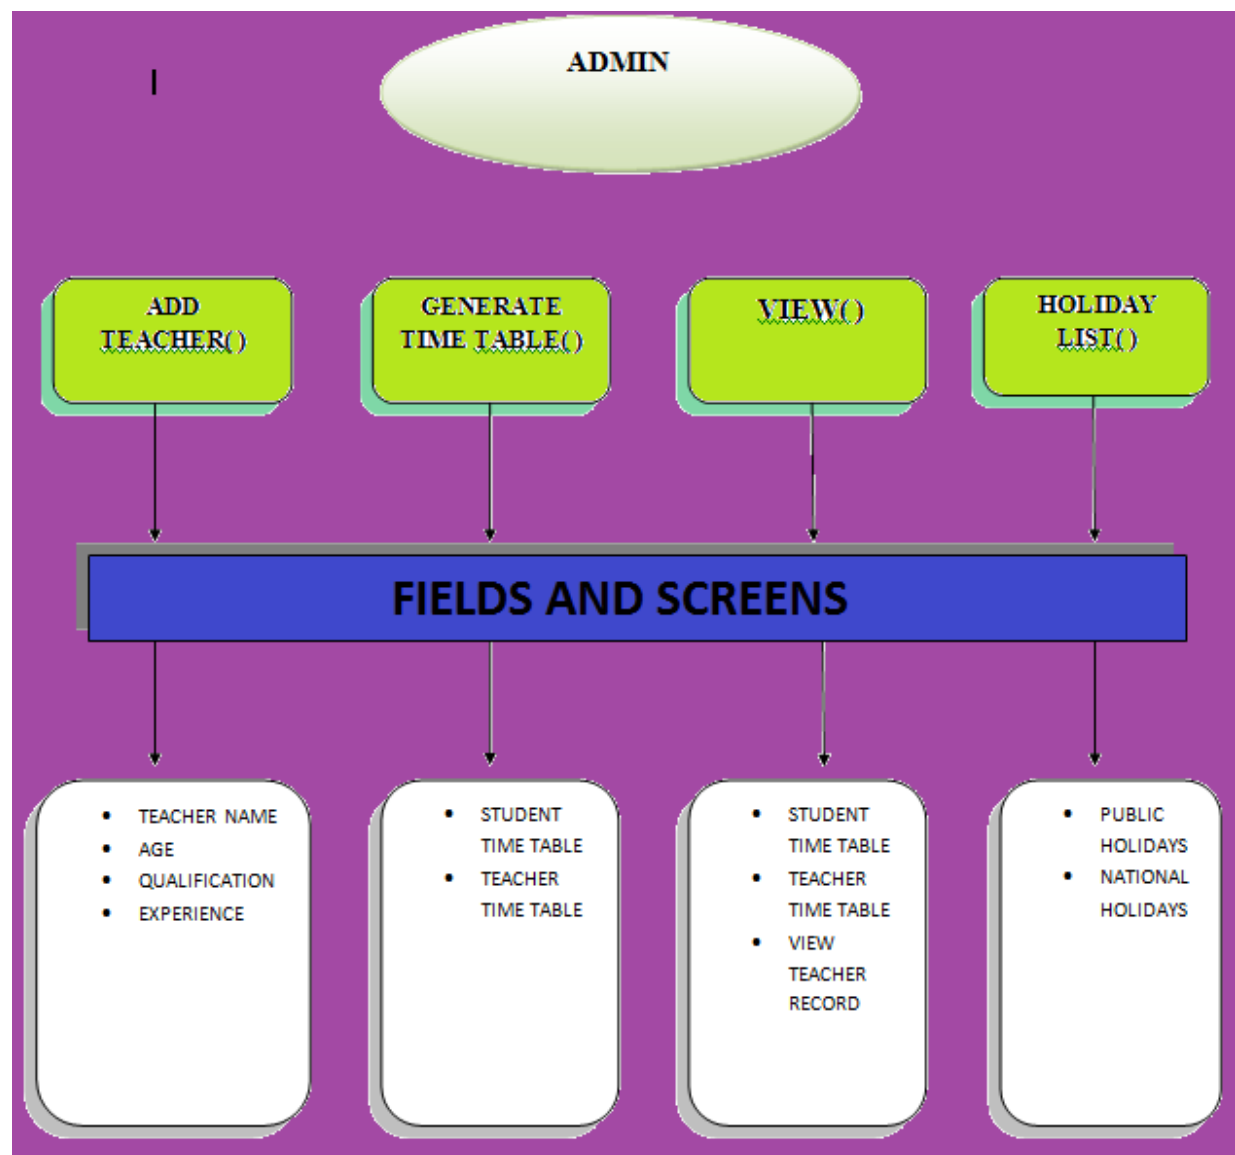 ADMIN
ADD
TEACHER( )
GENERATE
TIME TABLE( )
VIEW( )
HOLIDAY
LIST( )
FIELDS AND SCREENS
• TEACHER NAME
• AGE
• QUALIFICATION
• EXPERIENCE
• STUDENT
TIME TABLE
• TEACHER
TIME TABLE
• STUDENT
TIME TABLE
• TEACHER
TIME TABLE
• VIEW
TEACHER
RECORD
• PUBLIC
HOLIDAYS
• NATIONAL
HOLIDAYS